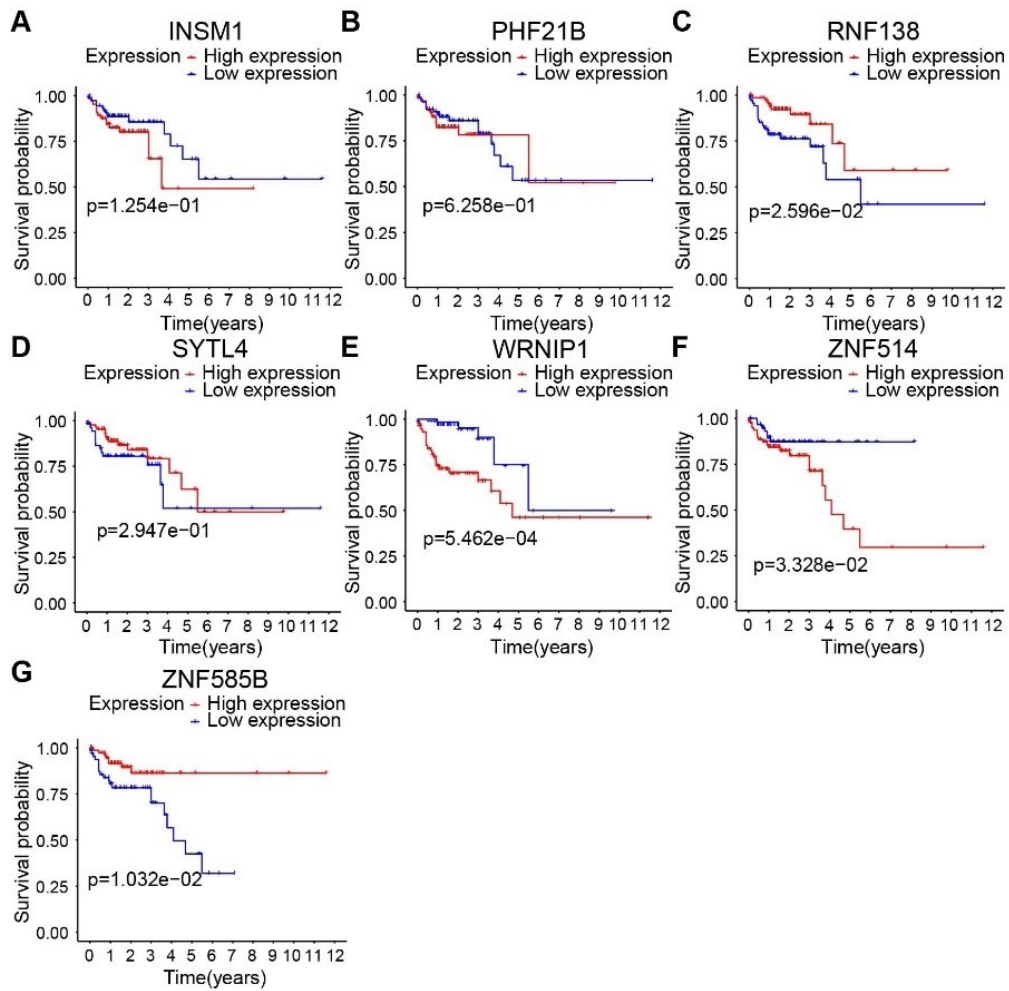 A
INSM1
Expression High expression
Low expression
Survival probability
1.00
0.75
0.50
0.25
0.00
p=1.254e−01
0 1 2 3 4 5 6 7 8 9 10 11 12
Time(years)
B
PHF21B
Expression High expression
Low expression
Survival probability
1.00
0.75
0.50
0.25
0.00
p=6.258e−01
0 1 2 3 4 5 6 7 8 9 10 11 12
Time(years)
C
RNF138
Expression High expression
Low expression
Survival probability
1.00
0.75
0.50
0.25
0.00
p=2.596e−02
0 1 2 3 4 5 6 7 8 9 10 11 12
Time(years)
D
SYTL4
Expression High expression
Low expression
Survival probability
1.00
0.75
0.50
0.25
0.00
p=2.947e−01
0 1 2 3 4 5 6 7 8 9 10 11 12
Time(years)
E
WRNIP1
Expression High expression
Low expression
Survival probability
1.00
0.75
0.50
0.25
0.00
p=5.462e−04
0 1 2 3 4 5 6 7 8 9 10 11 12
Time(years)
F
ZNF514
Expression High expression
Low expression
Survival probability
1.00
0.75
0.50
0.25
0.00
p=3.328e−02
0 1 2 3 4 5 6 7 8 9 10 11 12
Time(years)
G
ZNF585B
Expression High expression
Low expression
Survival probability
1.00
0.75
0.50
0.25
0.00
p=1.032e−02
0 1 2 3 4 5 6 7 8 9 10 11 12
Time(years)